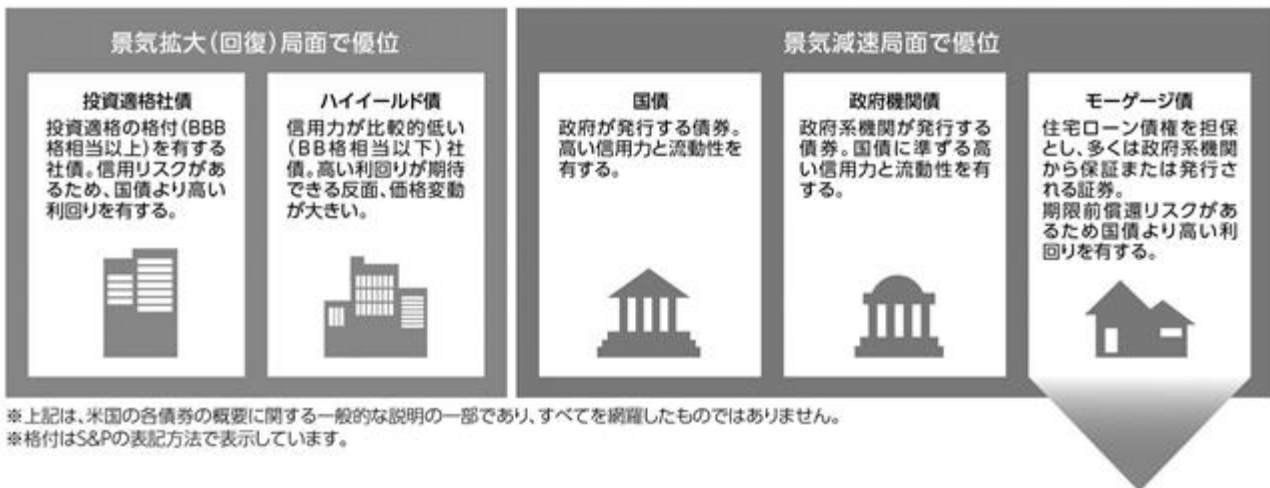 景気拡大(回復)局面で優位
投資適格社債
投資適格の格付(BBB
格相当以上)を有する
社債。信用リスクがあ
るため、国債より高い
利回りを有する。
ハイイールド債
信用力が比較的低い
(BB格相当以下)社
債。高い利回りが期待
できる反面、価格変動
が大きい。
景気減速局面で優位
国債
政府が発行する債券。
高い信用力と流動性を
有する。
政府機関債
政府系機関が発行する
債券。国債に準ずる高
い信用力と流動性を有
する。
モーゲージ債
住宅ローン債権を担保
とし、多くは政府系機関
から保証または発行さ
れる証券。
期限前償還リスクがあ
るため国債より高い利
回りを有する。
※上記は、米国の各債券の概要に関する一般的な説明の一部であり、すべてを網羅したものではありません。
※格付はS&Pの表記方法で表示しています。